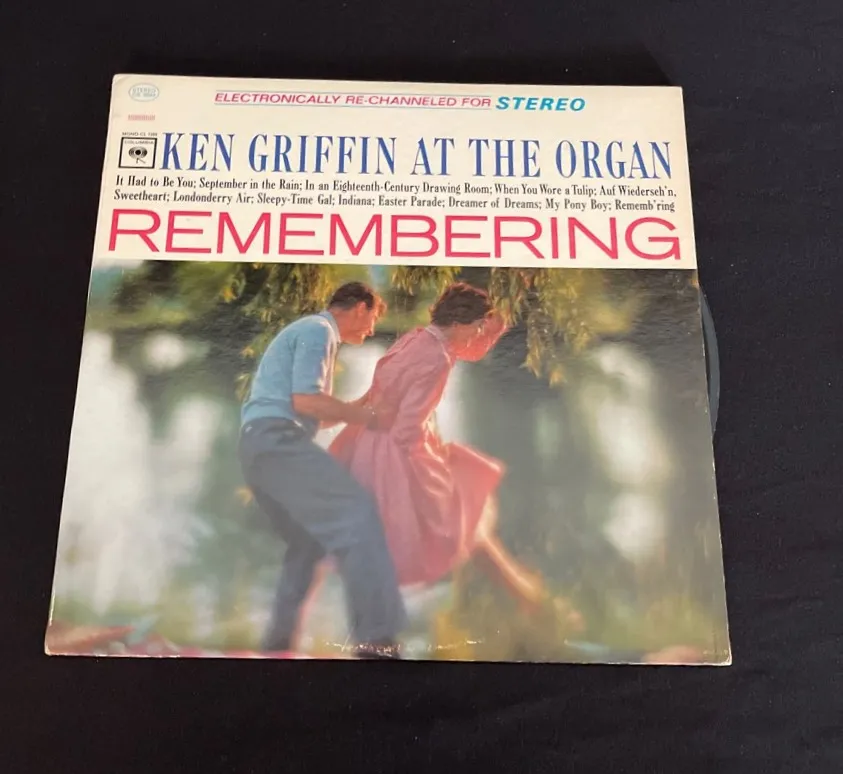 STEREO
ELECTRONICALLY RE-CHANNELED FOR STEREO
COLUMBIA
KEN GRIFFIN AT THE ORGAN
It Had to Be You; September in the Rain; In an Eighteenth-Century Drawing Room; When You Wore a Tulip; Auf Wiederseh'n,
Sweetheart; Londonderry Air; Sleepy-Time Gal; Indiana; Easter Parade; Dreamer of Dreams; My Pony Boy; Rememb'ring
REMEMBERING